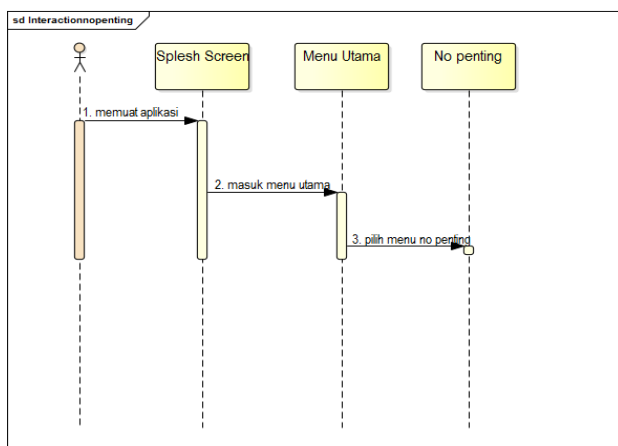 sd Interactionnopenting
Splesh Screen
Menu Utama
No penting
1. memuat aplikasi
2. masuk menu utama
3. pilih menu no penting